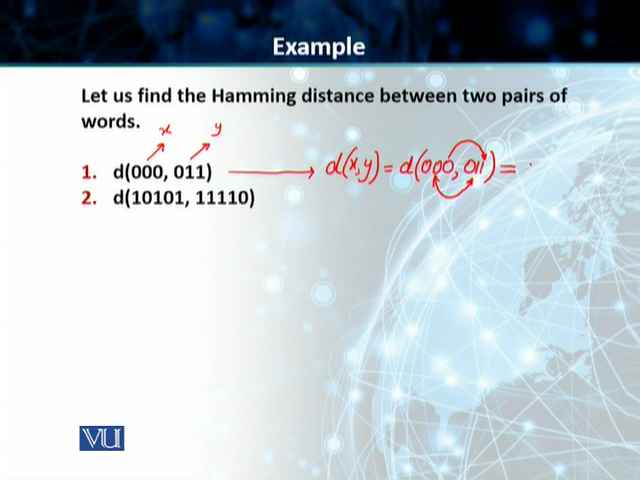 Example
Let us find the Hamming distance between two pairs of
words.
x y
1. d(000, 011) → d(x,y) = d(000, 011) =
2. d(10101, 11110)
VU